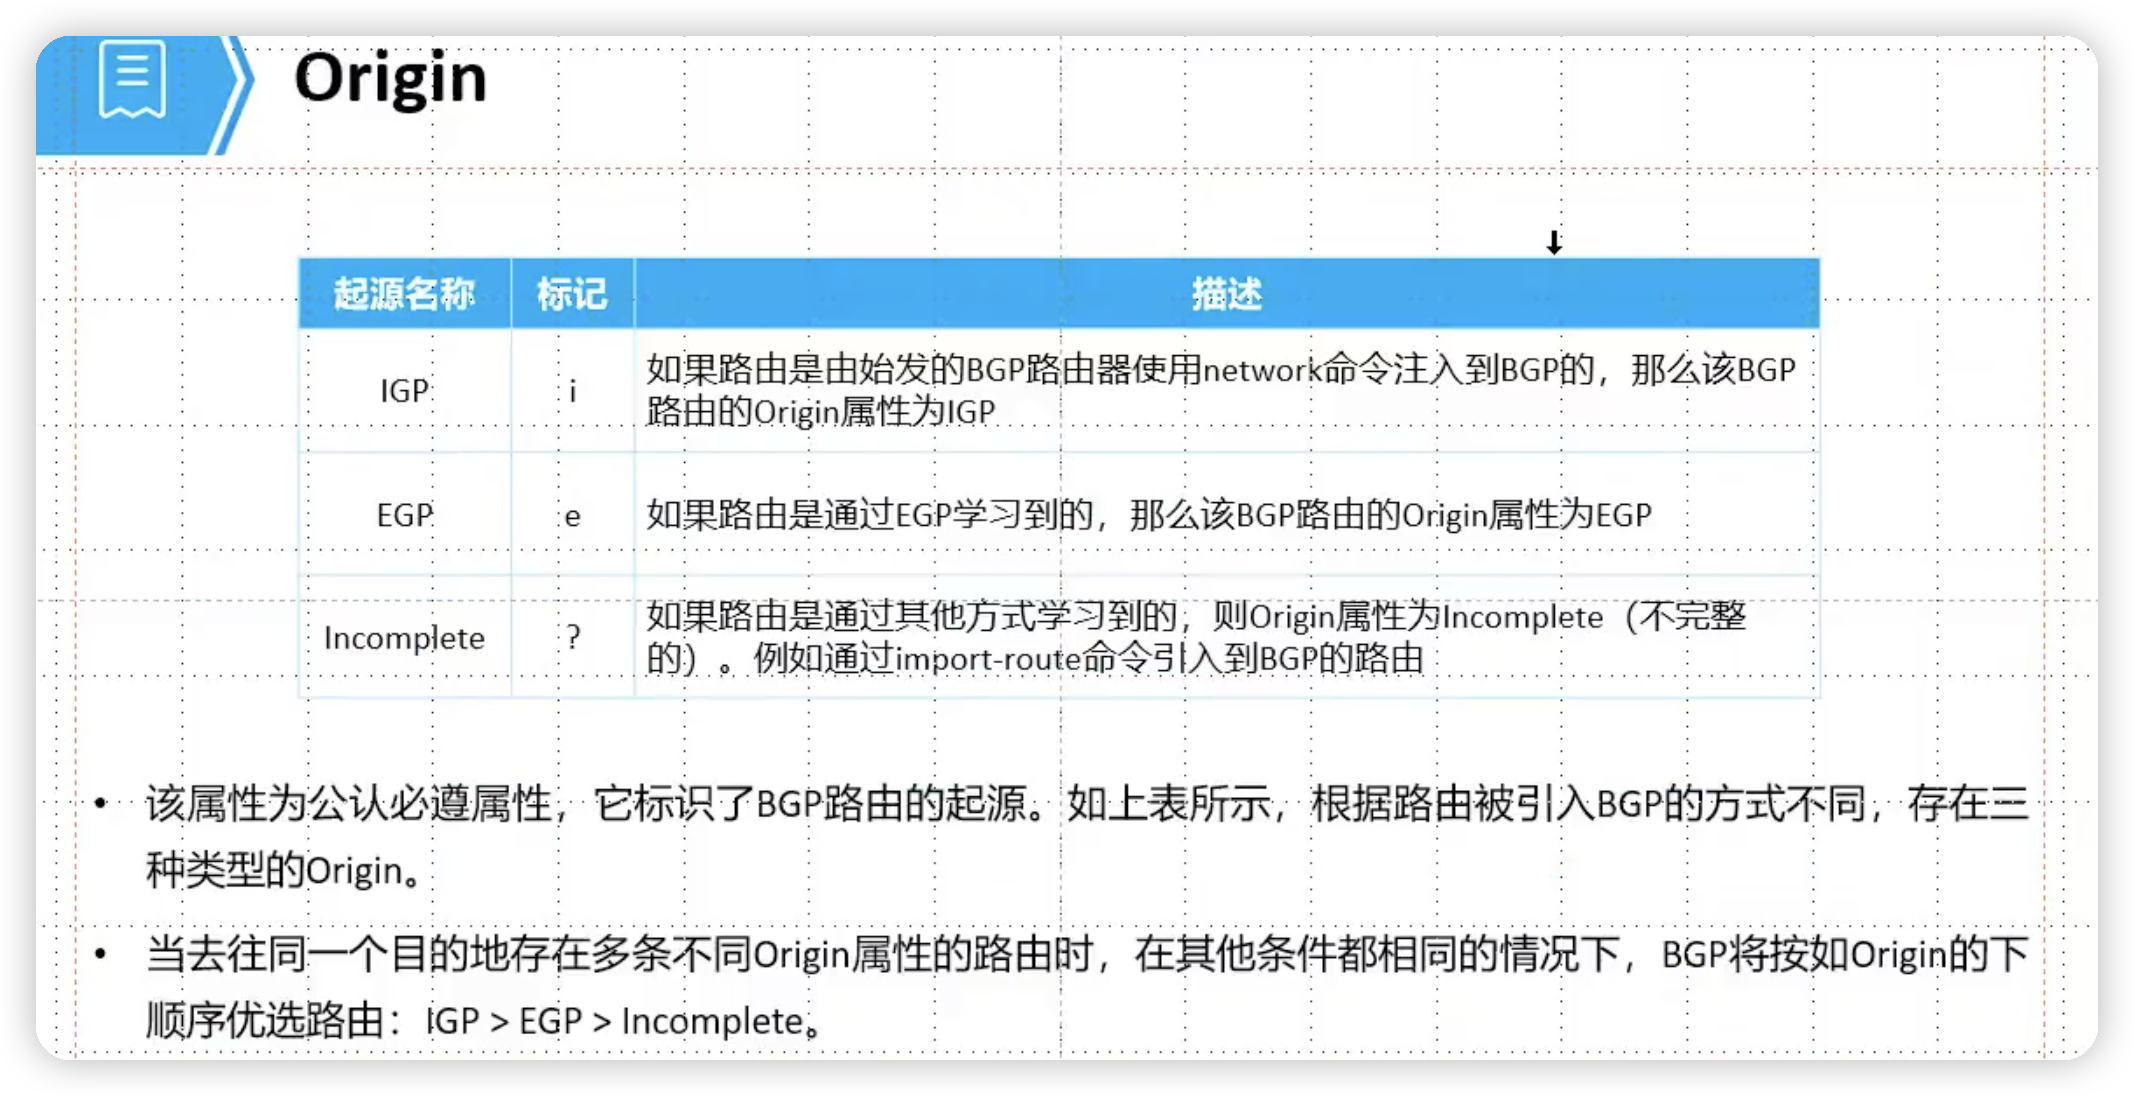 Origin
起源名称 标记 描述
IGP i 如果路由是由始发的BGP路由器使用network命令注入到BGP的，那么该BGP
路由的Origin属性为IGP
EGP e 如果路由是通过EGP学习到的，那么该BGP路由的Origin属性为EGP
Incomplete ? 如果路由是通过其他方式学习到的，则Origin属性为Incomplete（不完整
的）。例如通过import-route命令引入到BGP的路由
• 该属性为公认必遵属性，它标识了BGP路由的起源。如上表所示，根据路由被引入BGP的方式不同，存在三
种类型的Origin。
• 当去往同一个目的地存在多条不同Origin属性的路由时，在其他条件都相同的情况下，BGP将按如Origin的下
顺序优选路由：IGP > EGP > Incomplete。